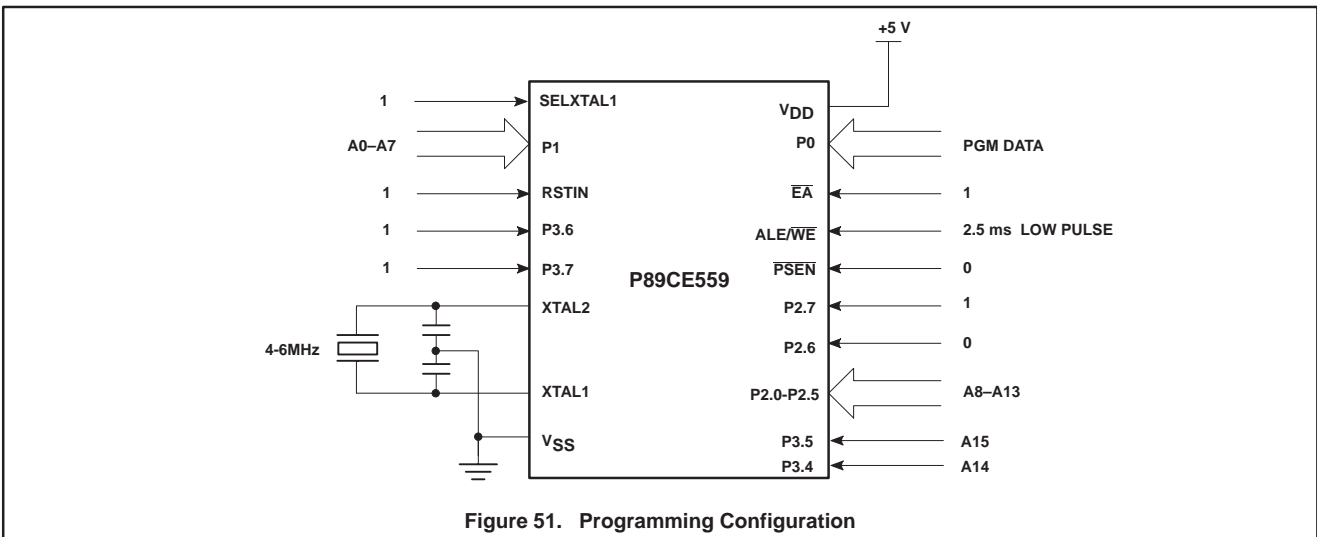 +5 V
1 SELXTAL1
VDD
A0–A7 P1
P0 PGM DATA
1 RSTIN
EA 1
1 P3.6
ALE/WE 2.5 ms LOW PULSE
1 P3.7
P89CE559
PSEN 0
XTAL2
P2.7 1
4-6MHz
P2.6 0
XTAL1
P2.0-P2.5 A8–A13
VSS
P3.5 A15
P3.4 A14
Figure 51. Programming Configuration